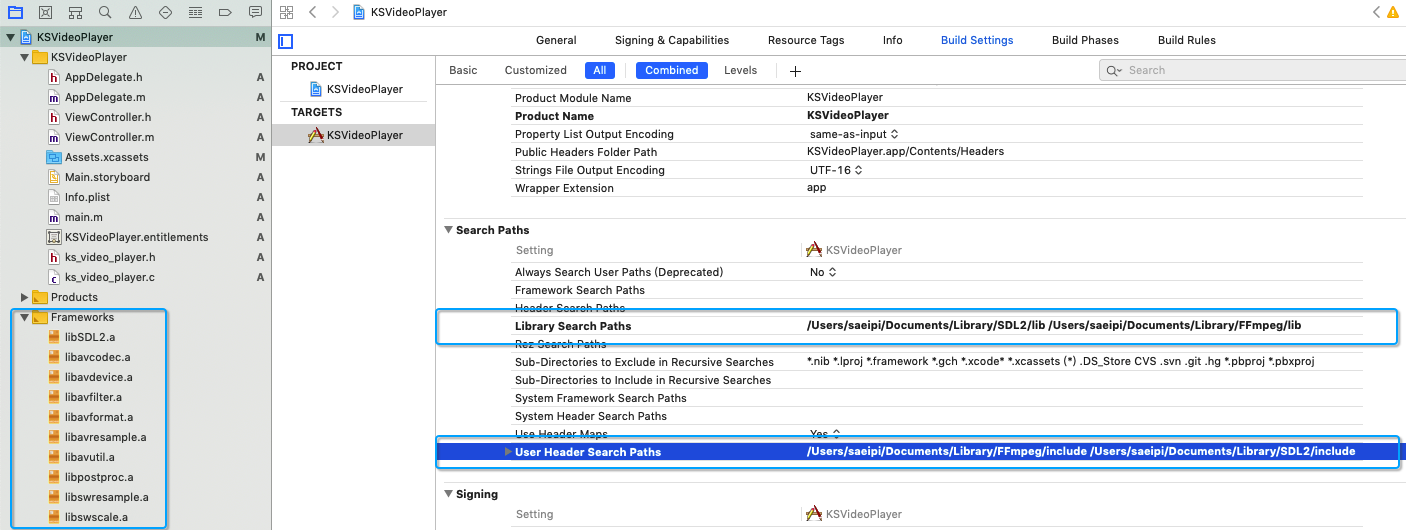 KSVideoPlayer
KSVideoPlayer M
KSVideoPlayer
AppDelegate.h A
AppDelegate.m A
ViewController.h A
ViewController.m A
Assets.xcassets M
Main.storyboard A
Info.plist A
main.m A
KSVideoPlayer.entitlements A
ks_video_player.h A
ks_video_player.c A
Products
Frameworks
libSDL2.a
libavcodec.a
libavdevice.a
libavfilter.a
libavformat.a
libavresample.a
libavutil.a
libpostproc.a
libswresample.a
libswscale.a
General Signing & Capabilities Resource Tags Info Build Settings Build Phases Build Rules
PROJECT
KSVideoPlayer
TARGETS
KSVideoPlayer
Basic Customized All Combined Levels + Search
Product Module Name KSVideoPlayer
Product Name KSVideoPlayer
Property List Output Encoding same-as-input
Public Headers Folder Path KSVideoPlayer.app/Contents/Headers
Strings File Output Encoding UTF-16
Wrapper Extension app
Search Paths
Setting KSVideoPlayer
Always Search User Paths (Deprecated) No
Framework Search Paths
Header Search Paths
Library Search Paths /Users/saeipi/Documents/Library/SDL2/lib /Users/saeipi/Documents/Library/FFmpeg/lib
Rez Search Paths
Sub-Directories to Exclude in Recursive Searches *.nib *.lproj *.framework *.gch *.xcode* *.xcassets (*) .DS_Store CVS .svn .git .hg *.pbproj *.pbxproj
Sub-Directories to Include in Recursive Searches
System Framework Search Paths
System Header Search Paths
Use Header Maps Yes
User Header Search Paths /Users/saeipi/Documents/Library/FFmpeg/include /Users/saeipi/Documents/Library/SDL2/include
Signing
Setting KSVideoPlayer